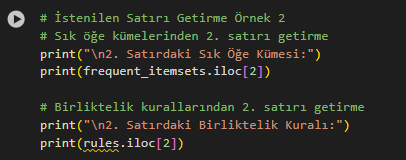 # İstenilen Satırı Getirme Örnek 2
# Sık öğe kümelerinden 2. satırı getirme
print("\n2. Satırdaki Sık Öğe Kümesi:")
print(frequent_itemsets.iloc[2])
# Birliktelik kurallarından 2. satırı getirme
print("\n2. Satırdaki Birliktelik Kuralı:")
print(rules.iloc[2])